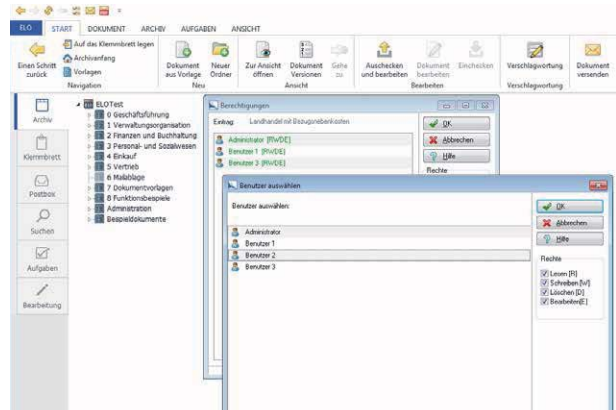 ELO START DOKUMENT ARCHIV AUFGABEN ANSICHT
Einen Schritt zurück
Auf das Klemmbrett legen
Archivanfang
Vorlagen
Navigation
Dokument aus Vorlage
Neuer Ordner
Neu
Zur Ansicht öffnen
Dokument Versionen
Gehe zu
Ansicht
Auschecken und bearbeiten
Dokument bearbeiten
Einchecken
Bearbeiten
Verschlagwortung
Verschlagwortung
Dokument versenden
Archiv
Klemmbrett
Postbox
Suchen
Aufgaben
Bearbeitung
ELOTest
0 Geschäftsführung
1 Verwaltungsorganisation
2 Finanzen und Buchhaltung
3 Personal- und Sozialwesen
4 Einkauf
5 Vertrieb
6 Mailablage
7 Dokumentvorlagen
8 Funktionsbeispiele
Administration
Beispieldokumente
Berechtigungen
Eintrag: Landhandel mit Bezugsnebenkosten
Administrator [RWDE]
Benutzer 1 [RWDE]
Benutzer 3 [RWDE]
OK
Abbrechen
Hilfe
Rechte
Benutzer auswählen
Benutzer auswählen:
Administrator
Benutzer 1
Benutzer 2
Benutzer 3
OK
Abbrechen
Hilfe
Rechte
Lesen [R]
Schreiben [W]
Löschen [D]
Bearbeiten[E]